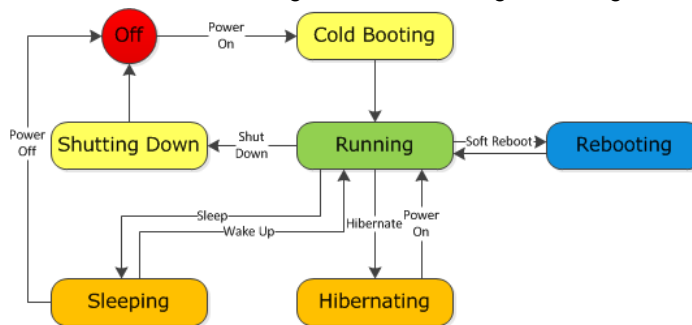 Off
Power
On
Cold Booting
Power
Off
Shutting Down
Shut
Down
Running
Soft Reboot
Rebooting
Sleep
Wake Up
Hibernate
Power
On
Sleeping
Hibernating